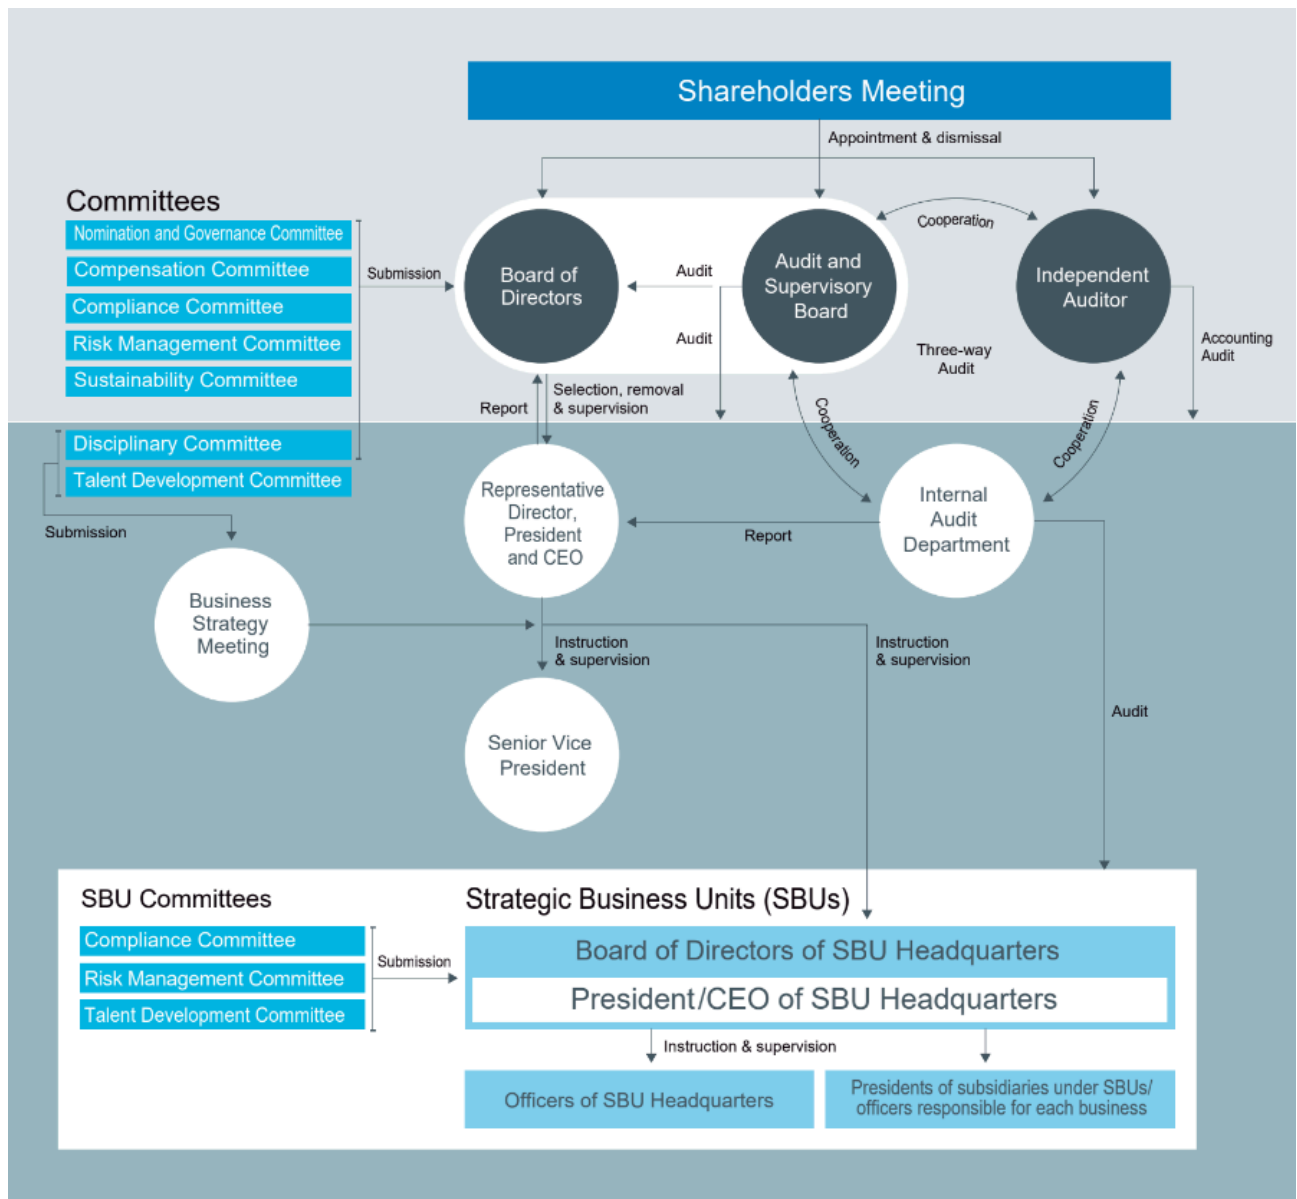 Shareholders Meeting
Appointment & dismissal
Committees
Nomination and Governance Committee
Compensation Committee
Compliance Committee
Risk Management Committee
Sustainability Committee
Disciplinary Committee
Talent Development Committee
Submission
Submission
Board of
Directors
Audit
Audit
Audit and
Supervisory
Board
Cooperation
Independent
Auditor
Three-way
Audit
Accounting
Audit
Report
Selection, removal
& supervision
Cooperation
Cooperation
Representative
Director,
President
and CEO
Report
Internal
Audit
Department
Business
Strategy
Meeting
Instruction
& supervision
Instruction
& supervision
Audit
Senior Vice
President
SBU Committees
Compliance Committee
Risk Management Committee
Talent Development Committee
Submission
Strategic Business Units (SBUs)
Board of Directors of SBU Headquarters
President/CEO of SBU Headquarters
Instruction & supervision
Officers of SBU Headquarters
Presidents of subsidiaries under SBUs/
officers responsible for each business